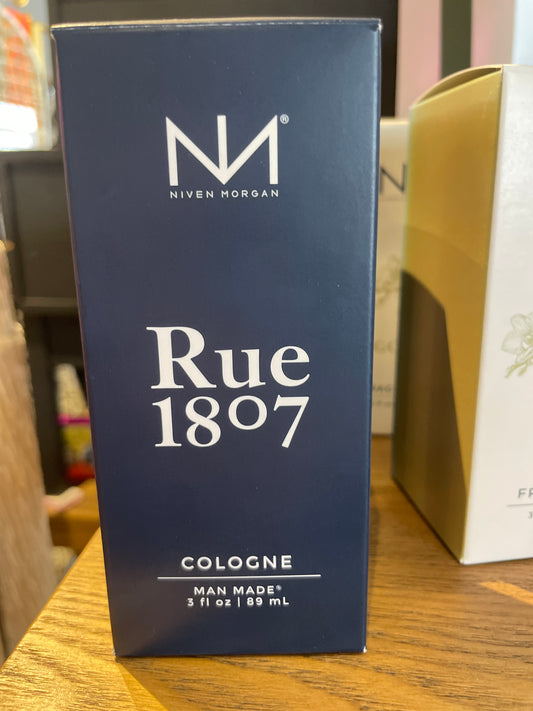 NM®
NIVEN MORGAN
Rue
1807
COLOGNE
MAN MADE®
3 fl oz | 89 mL